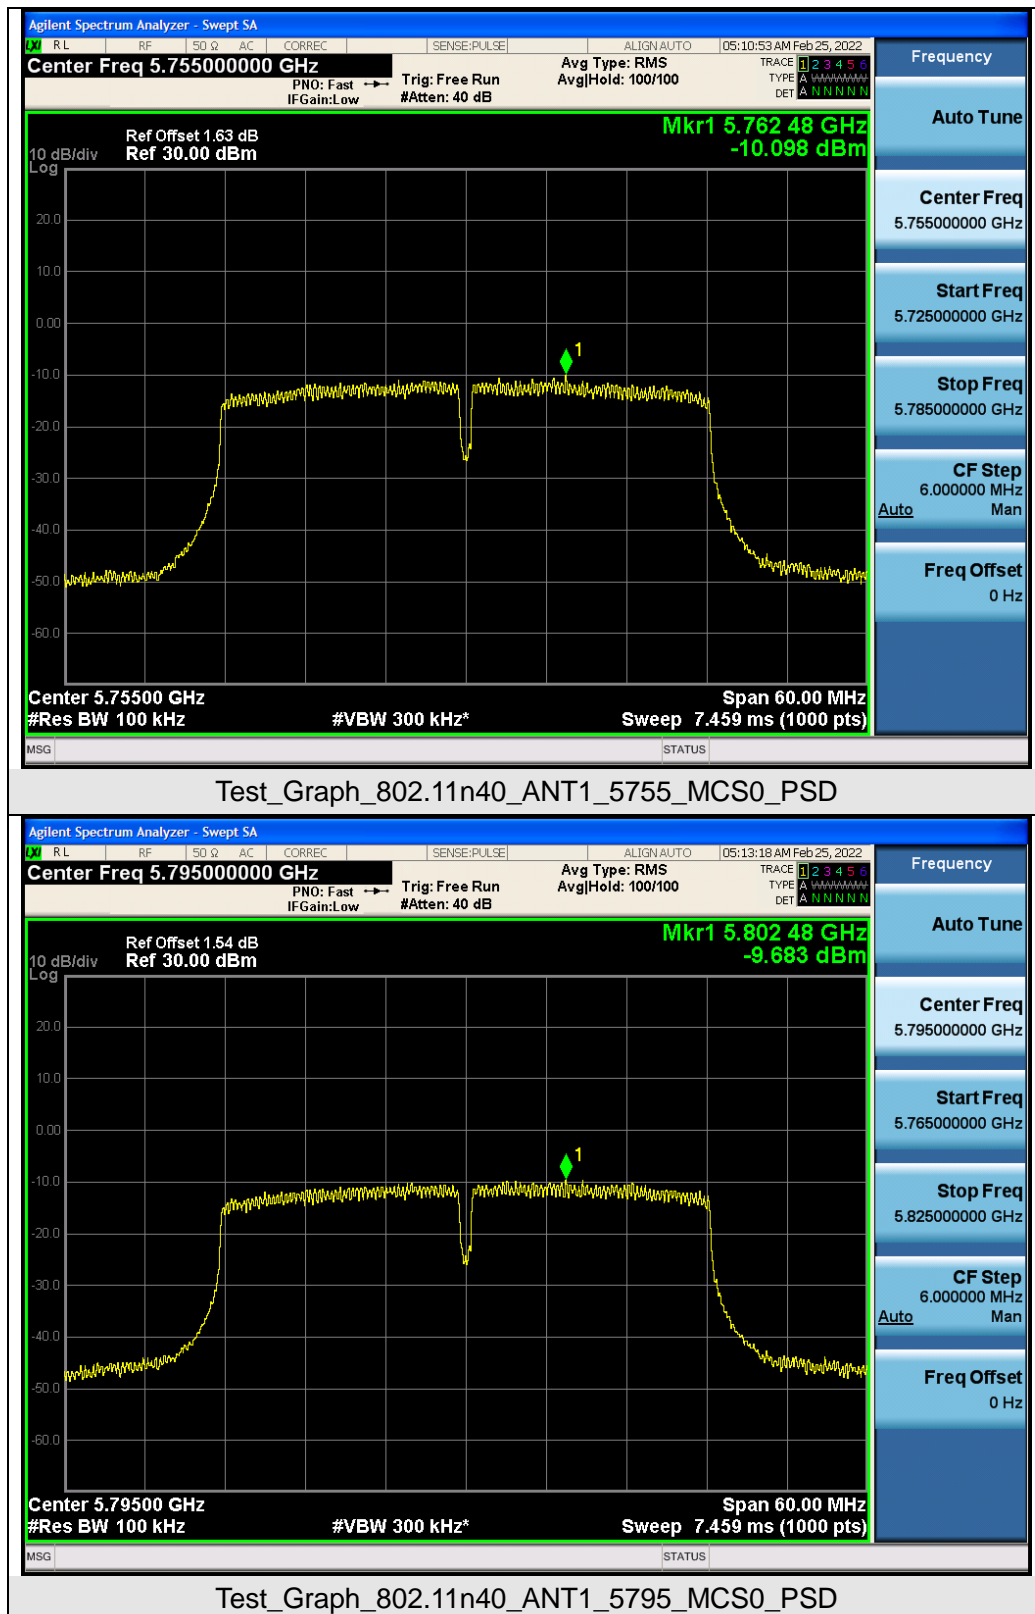 Agilent Spectrum Analyzer - Swept SA
LXI RL RF 50 Ω AC CORREC SENSE:PULSE ALIGN AUTO 05:10:53 AM Feb 25, 2022
Center Freq 5.755000000 GHz
PNO: Fast
IFGain:Low
Trig: Free Run
#Atten: 40 dB
Avg Type: RMS
Avg|Hold: 100/100
TRACE 1 2 3 4 5 6
TYPE A WWWWW
DET A N N N N N
Ref Offset 1.63 dB
Ref 30.00 dBm
Mkr1 5.762 48 GHz
-10.098 dBm
10 dB/div
Log
20.0
10.0
0.00
1
-10.0
-20.0
-30.0
-40.0
-50.0
-60.0
Center 5.75500 GHz
Span 60.00 MHz
#Res BW 100 kHz
#VBW 300 kHz*
Sweep 7.459 ms (1000 pts)
MSG
STATUS
Frequency
Auto Tune
Center Freq
5.755000000 GHz
Start Freq
5.725000000 GHz
Stop Freq
5.785000000 GHz
CF Step
6.000000 MHz
Auto Man
Freq Offset
0 Hz
Test_Graph_802.11n40_ANT1_5755_MCS0_PSD
Agilent Spectrum Analyzer - Swept SA
LXI RL RF 50 Ω AC CORREC SENSE:PULSE ALIGN AUTO 05:13:18 AM Feb 25, 2022
Center Freq 5.795000000 GHz
PNO: Fast
IFGain:Low
Trig: Free Run
#Atten: 40 dB
Avg Type: RMS
Avg|Hold: 100/100
TRACE 1 2 3 4 5 6
TYPE A WWWWW
DET A N N N N N
Ref Offset 1.54 dB
Ref 30.00 dBm
Mkr1 5.802 48 GHz
-9.683 dBm
10 dB/div
Log
20.0
10.0
0.00
1
-10.0
-20.0
-30.0
-40.0
-50.0
-60.0
Center 5.79500 GHz
Span 60.00 MHz
#Res BW 100 kHz
#VBW 300 kHz*
Sweep 7.459 ms (1000 pts)
MSG
STATUS
Frequency
Auto Tune
Center Freq
5.795000000 GHz
Start Freq
5.765000000 GHz
Stop Freq
5.825000000 GHz
CF Step
6.000000 MHz
Auto Man
Freq Offset
0 Hz
Test_Graph_802.11n40_ANT1_5795_MCS0_PSD